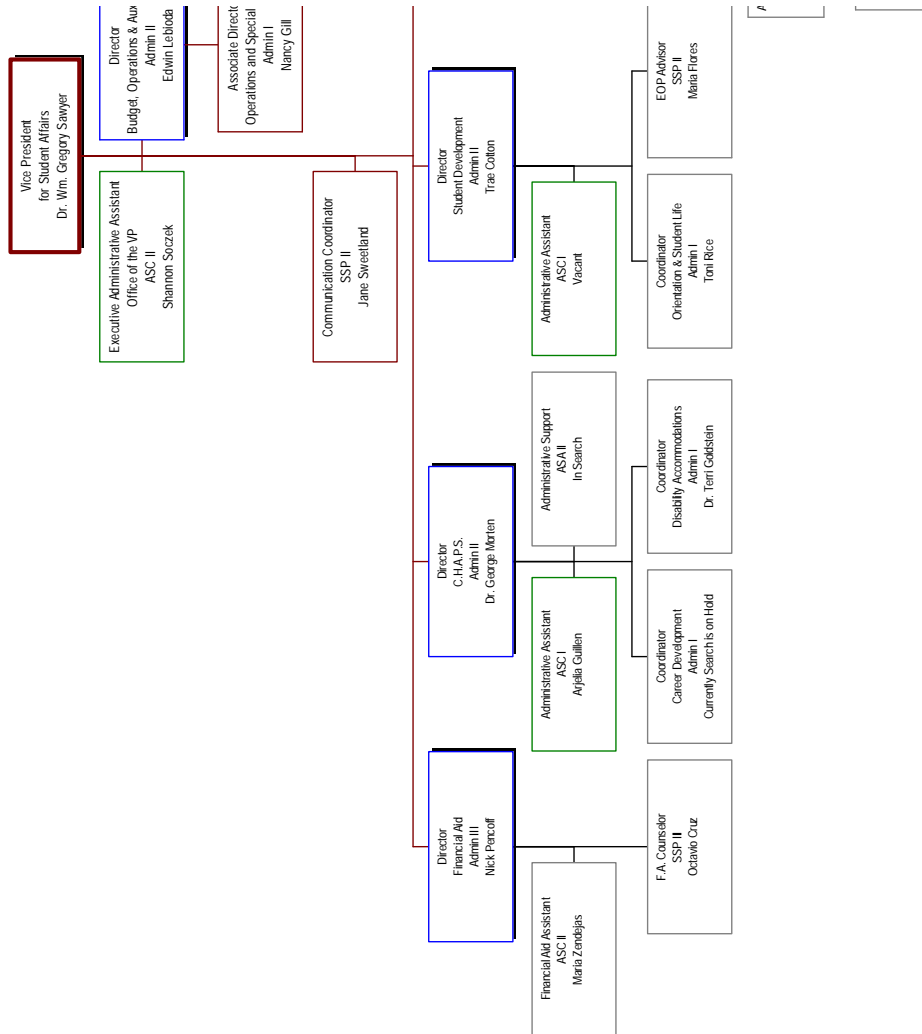 Vice President
for Student Affairs
Dr. Wm. Gregory Sawyer
Director
Budget, Operations & Aux
Admin II
Edwin Lebioda
Executive Administrative Assistant
Office of the VP
ASC II
Shannon Soczek
Associate Directo
Operations and Special
Admin I
Nancy Gill
Communication Coordinator
SSP II
Jane Sweetland
Director
Financial Aid
Admin III
Nick Pencoff
Director
C.H.A.P.S.
Admin II
Dr. George Morten
Director
Student Development
Admin II
Trae Cotton
Financial Aid Assistant
ASC II
Maria Zendejas
Administrative Assistant
ASC I
Arjelia Guillen
Administrative Support
ASA II
In Search
Administrative Assistant
ASC I
Vacant
F.A. Counselor
SSP III
Octavio Cruz
Coordinator
Career Development
Admin I
Currently Search is on Hold
Coordinator
Disability Accommodations
Admin I
Dr. Terri Goldstein
Coordinator
Orientation & Student Life
Admin I
Toni Rice
EOP Advisor
SSP II
Maria Flores